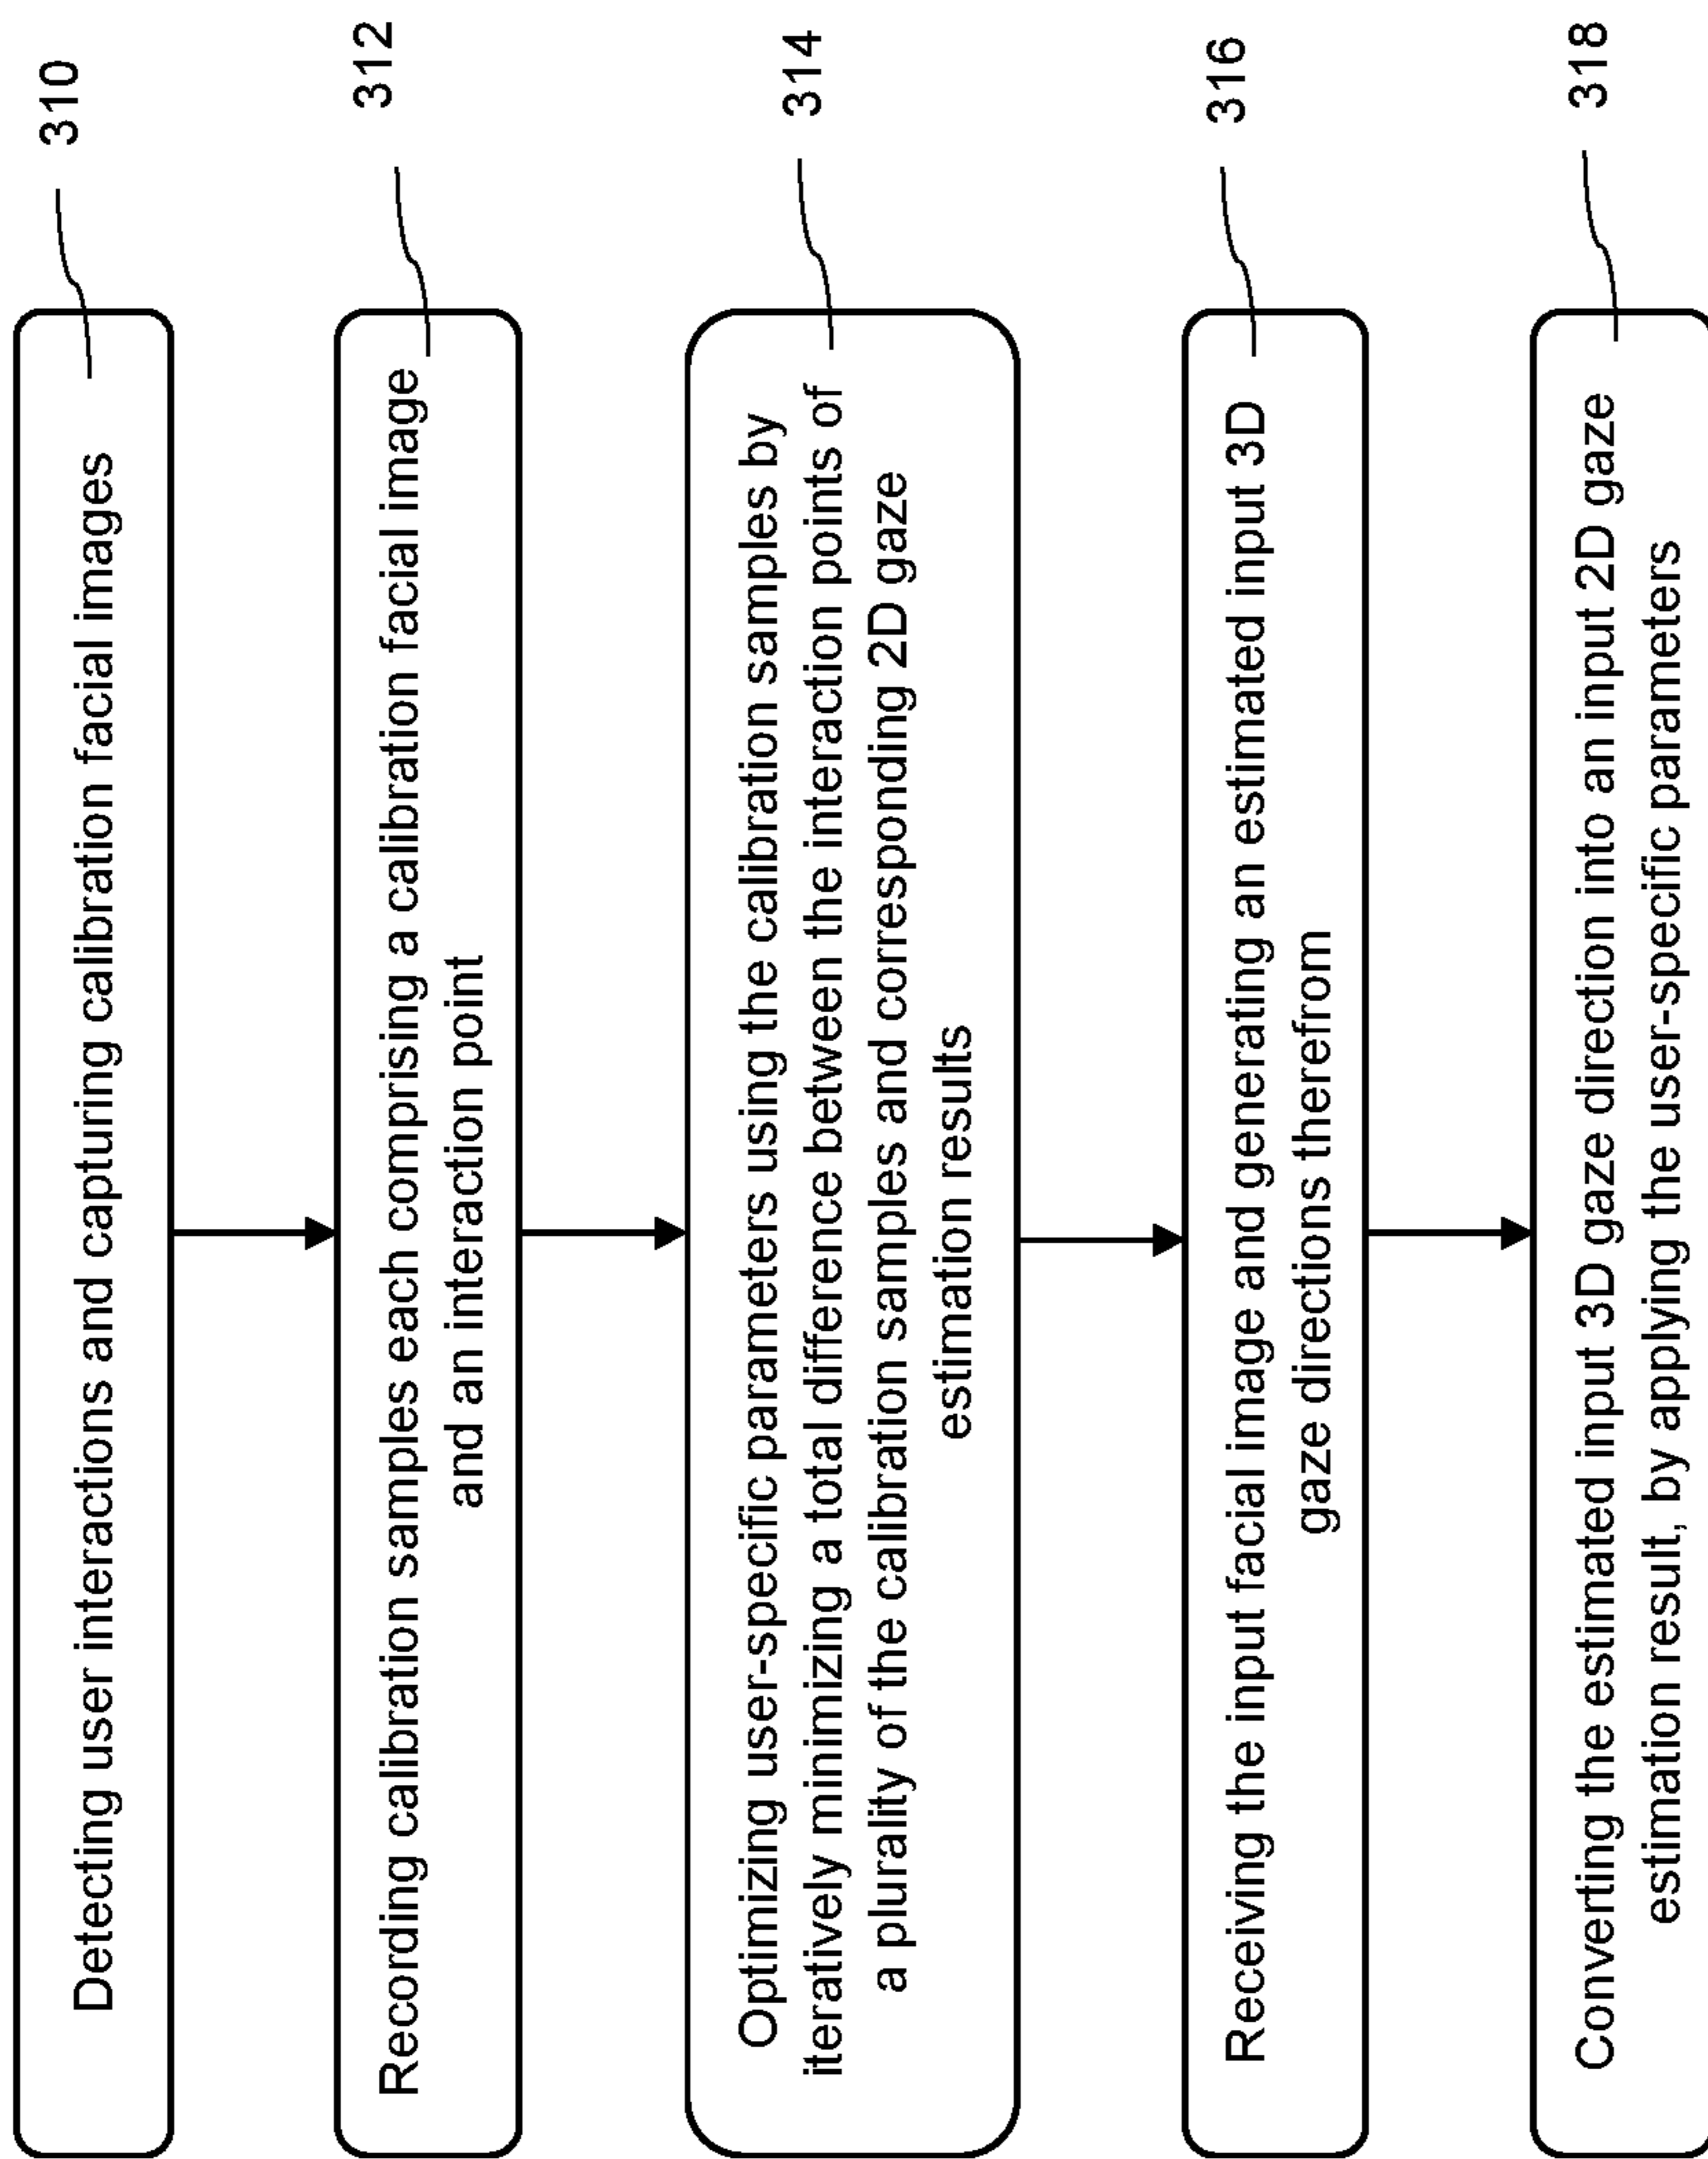 Detecting user interactions and capturing calibration facial images
310
Recording calibration samples each comprising a calibration facial image
and an interaction point
312
Optimizing user-specific parameters using the calibration samples by
iteratively minimizing a total difference between the interaction points of
a plurality of the calibration samples and corresponding 2D gaze
estimation results
314
Receiving the input facial image and generating an estimated input 3D
gaze directions therefrom
316
Converting the estimated input 3D gaze direction into an input 2D gaze
estimation result, by applying the user-specific parameters
318